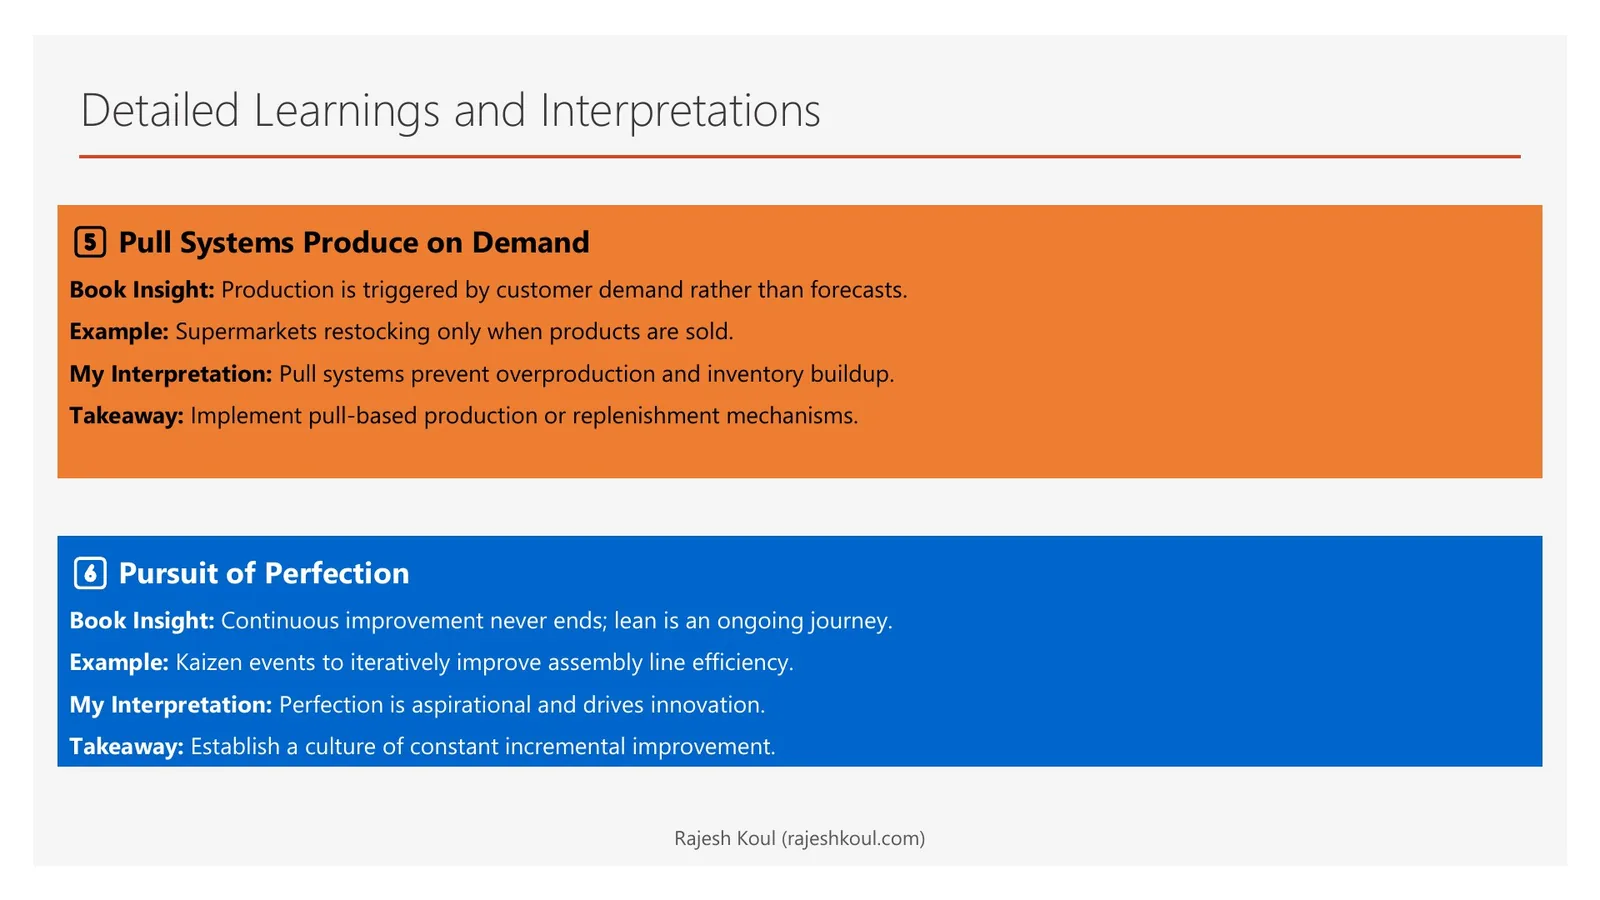 Detailed Learnings and Interpretations
5 Pull Systems Produce on Demand
Book Insight: Production is triggered by customer demand rather than forecasts.
Example: Supermarkets restocking only when products are sold.
My Interpretation: Pull systems prevent overproduction and inventory buildup.
Takeaway: Implement pull-based production or replenishment mechanisms.
6 Pursuit of Perfection
Book Insight: Continuous improvement never ends; lean is an ongoing journey.
Example: Kaizen events to iteratively improve assembly line efficiency.
My Interpretation: Perfection is aspirational and drives innovation.
Takeaway: Establish a culture of constant incremental improvement.
Rajesh Koul (rajeshkoul.com)